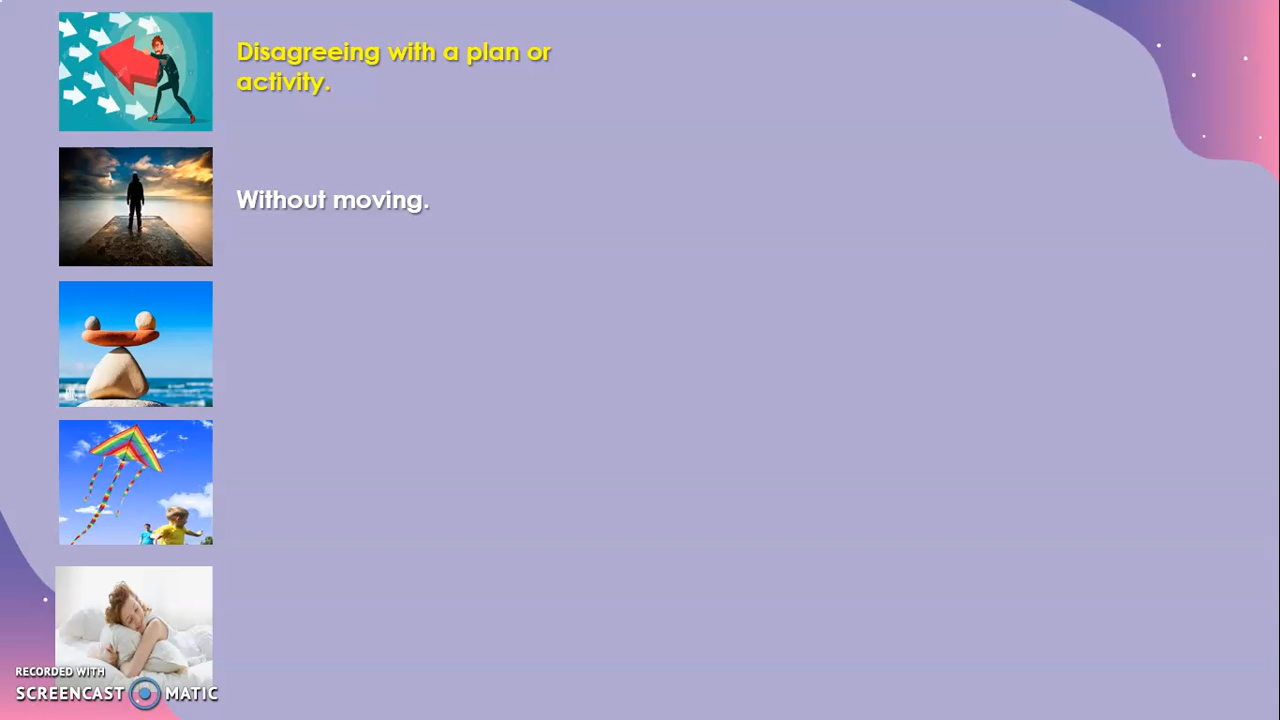 Disagreeing with a plan or
activity.
Without moving.
RECORDED WITH
SCREENCAST MATIC